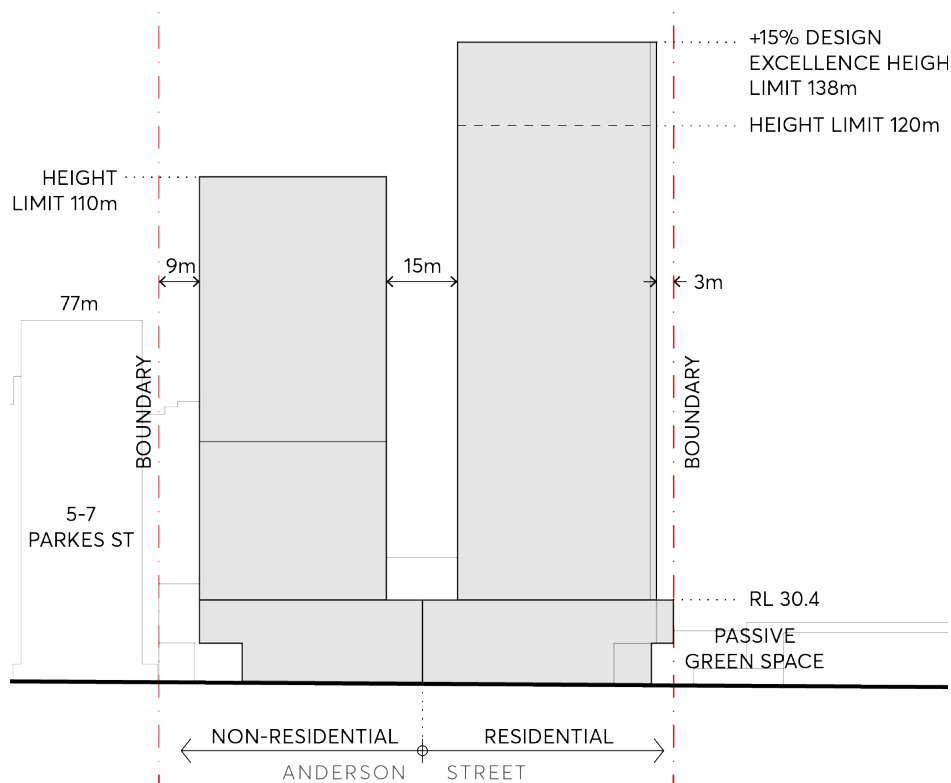 +15% DESIGN
EXCELLENCE HEIGH
LIMIT 138m
HEIGHT LIMIT 120m
HEIGHT
LIMIT 110m
9m
15m
3m
77m
BOUNDARY
BOUNDARY
5-7
PARKES ST
RL 30.4
PASSIVE
GREEN SPACE
NON-RESIDENTIAL
RESIDENTIAL
ANDERSON STREET